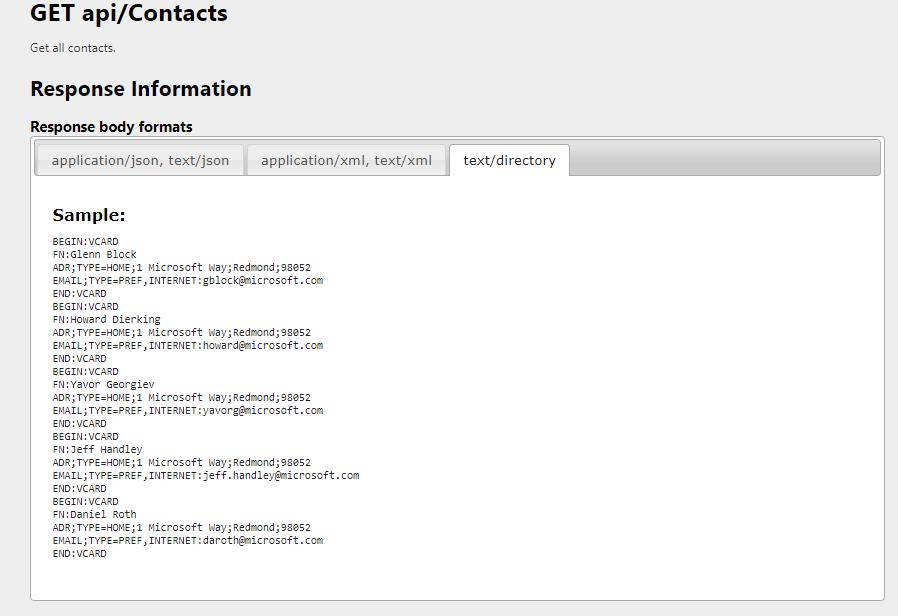 GET api/Contacts
Get all contacts.
Response Information
Response body formats
application/json, text/json
application/xml, text/xml
text/directory
Sample:
BEGIN:VCARD
FN:Glenn Block
ADR;TYPE=HOME;1 Microsoft Way;Redmond;98052
EMAIL;TYPE=PREF,INTERNET:gblock@microsoft.com
END:VCARD
BEGIN:VCARD
FN:Howard Dierking
ADR;TYPE=HOME;1 Microsoft Way;Redmond;98052
EMAIL;TYPE=PREF,INTERNET:howard@microsoft.com
END:VCARD
BEGIN:VCARD
FN:Yavor Georgiev
ADR;TYPE=HOME;1 Microsoft Way;Redmond;98052
EMAIL;TYPE=PREF,INTERNET:yavorg@microsoft.com
END:VCARD
BEGIN:VCARD
FN:Jeff Handley
ADR;TYPE=HOME;1 Microsoft Way;Redmond;98052
EMAIL;TYPE=PREF,INTERNET:jeff.handley@microsoft.com
END:VCARD
BEGIN:VCARD
FN:Daniel Roth
ADR;TYPE=HOME;1 Microsoft Way;Redmond;98052
EMAIL;TYPE=PREF,INTERNET:daroth@microsoft.com
END:VCARD